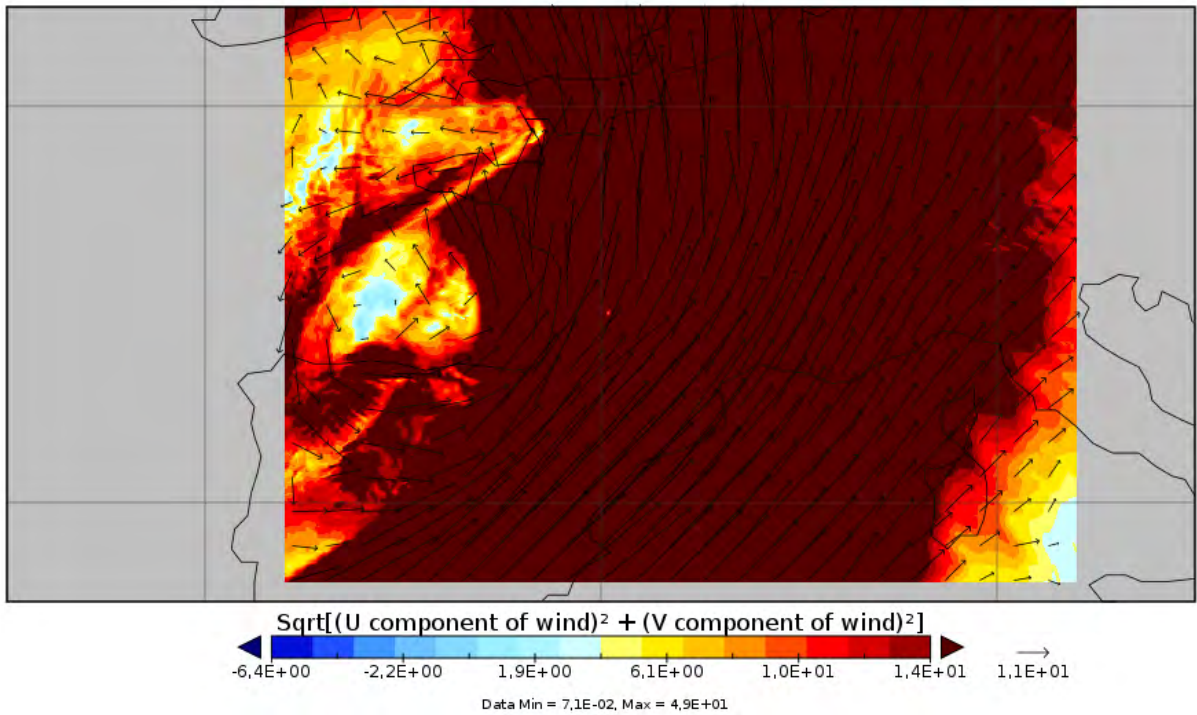 Sqrt[(U component of wind)² + (V component of wind)²]
-6,4E+00 -2,2E+00 1,9E+00 6,1E+00 1,0E+01 1,4E+01 1,1E+01
Data Min = 7,1E-02, Max = 4,9E+01